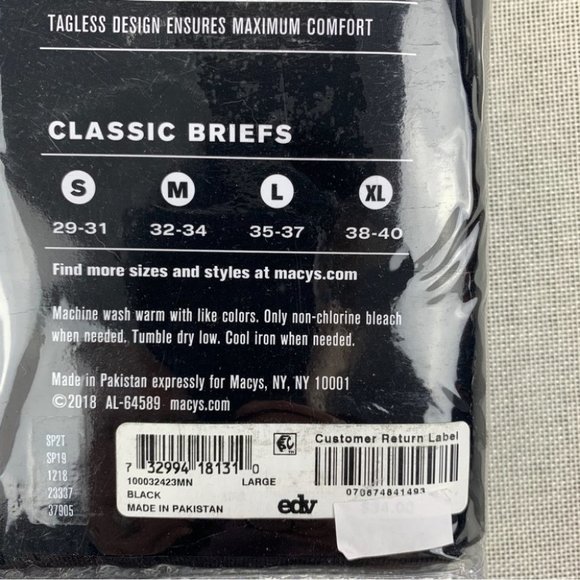 TAGLESS DESIGN ENSURES MAXIMUM COMFORT
CLASSIC BRIEFS
S M L XL
29-31 32-34 35-37 38-40
Find more sizes and styles at macys.com
Machine wash warm with like colors. Only non-chlorine bleach
when needed. Tumble dry low. Cool iron when needed.
Made in Pakistan expressly for Macys, NY, NY 10001
©2018 AL-64589 macys.com
SP2T
SP19
1218
23337
37905
7 32994 18131 0
100032423MN LARGE
BLACK
MADE IN PAKISTAN
edv
Customer Return Label
070674841493